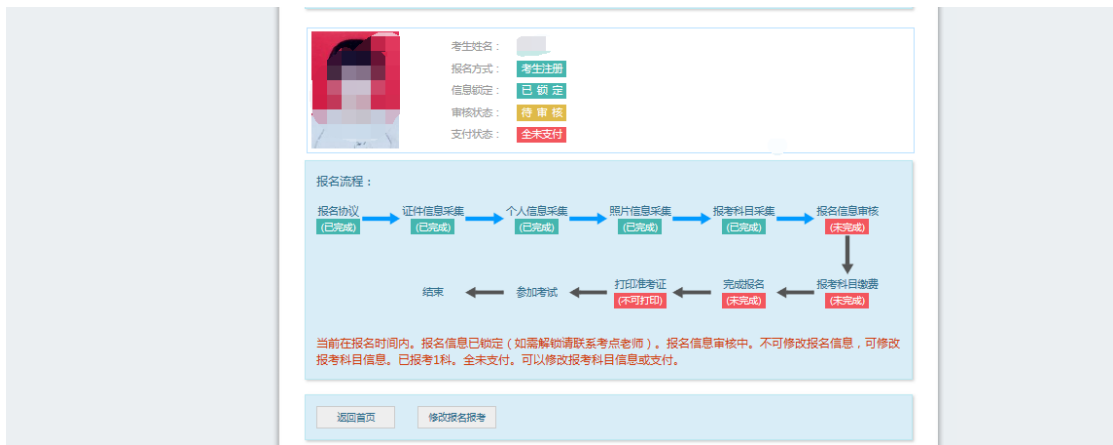 考生姓名：
报名方式： 考生注册
信息锁定： 已 锁 定
审核状态： 待 审 核
支付状态： 全未支付
报名流程：
报名协议 证件信息采集 个人信息采集 照片信息采集 报考科目采集 报名信息审核
(已完成) (已完成) (已完成) (已完成) (已完成) (未完成)
结束 参加考试 打印准考证 完成报名 报考科目缴费
(不可打印) (未完成) (未完成)
当前在报名时间内。报名信息已锁定（如需解锁请联系考点老师）。报名信息审核中。不可修改报名信息，可修改
报考科目信息。已报考1科。全未支付。可以修改报考科目信息或支付。
返回首页 修改报名报考